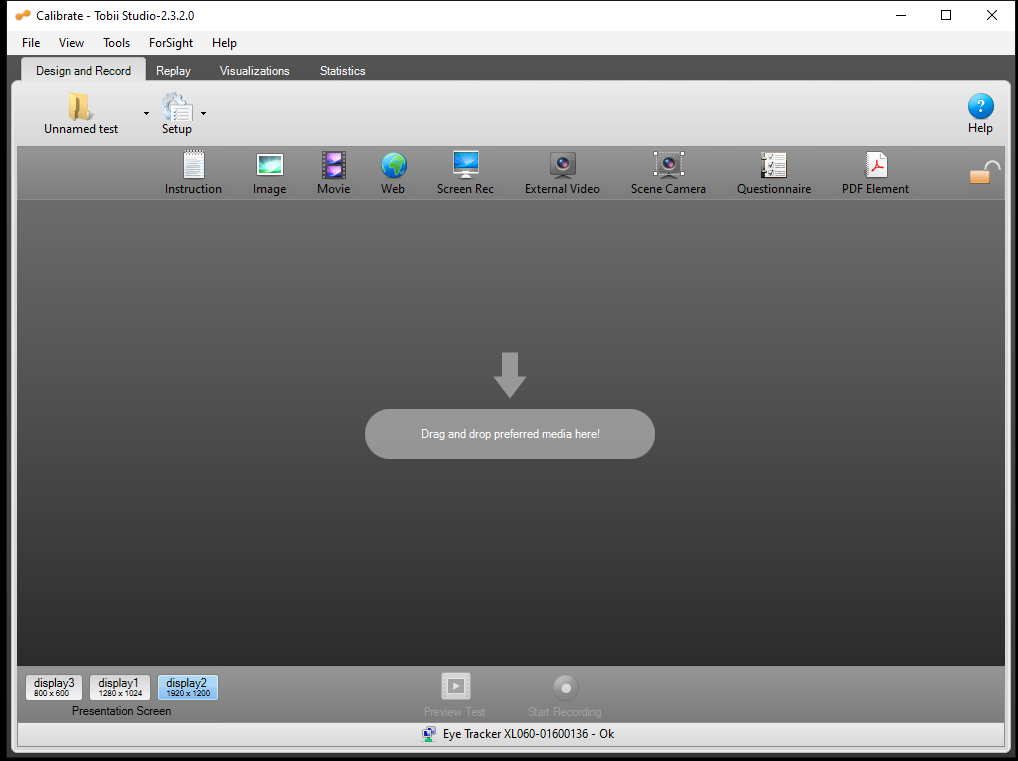 Calibrate - Tobii Studio-2.3.2.0
File View Tools ForSight Help
Design and Record Replay Visualizations Statistics
Unnamed test Setup ? Help
Instruction Image Movie Web Screen Rec External Video Scene Camera Questionnaire PDF Element
Drag and drop preferred media here!
display3 display1 display2
800 x 600 1280 x 1024 1920 x 1200
Presentation Screen Preview Test Start Recording
Eye Tracker XL060-01600136 - Ok